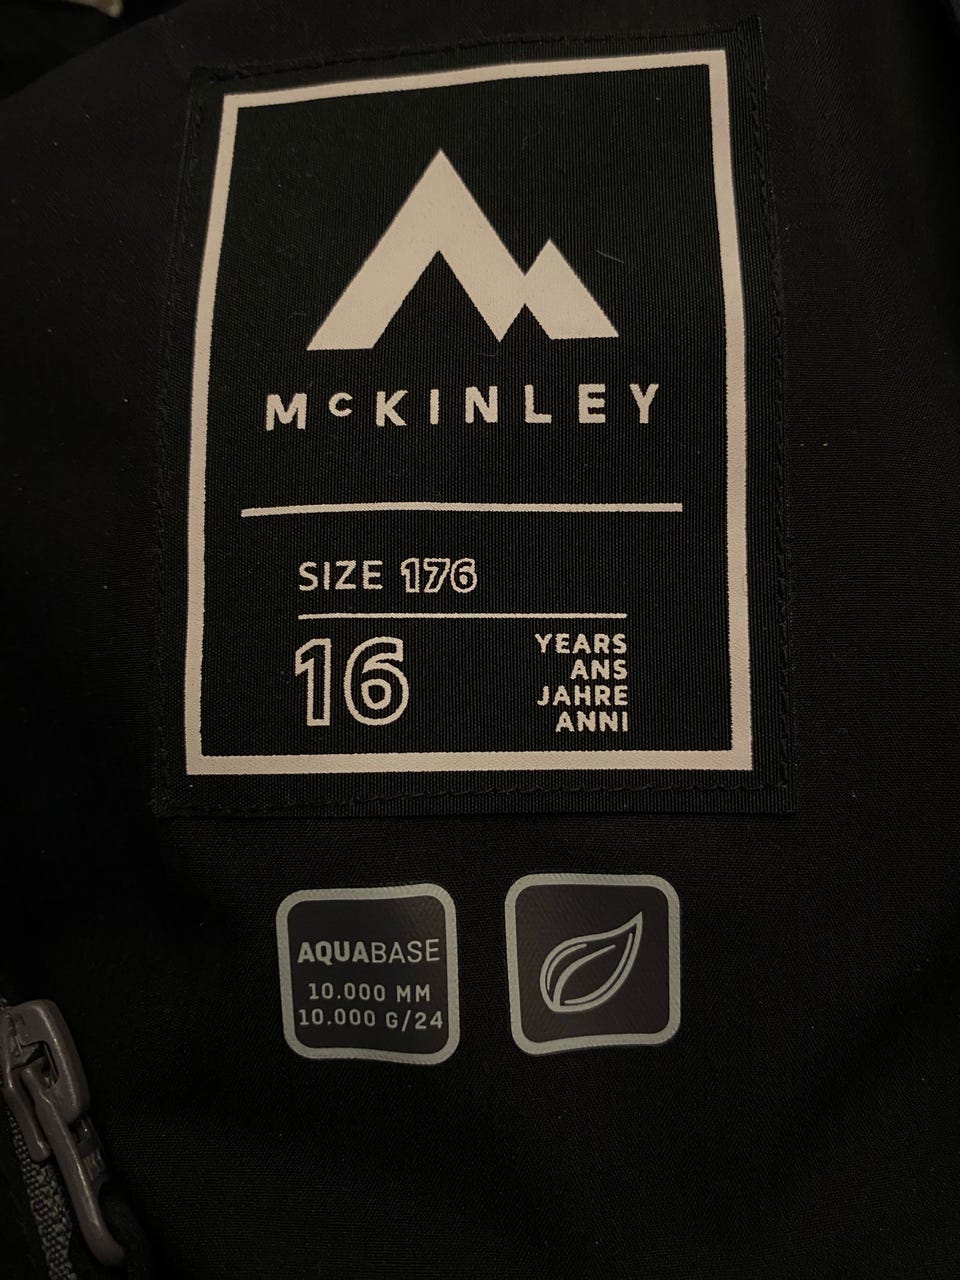 McKINLEY
SIZE 176
16
YEARS
ANS
JAHRE
ANNI
AQUABASE
10.000 MM
10.000 G/24